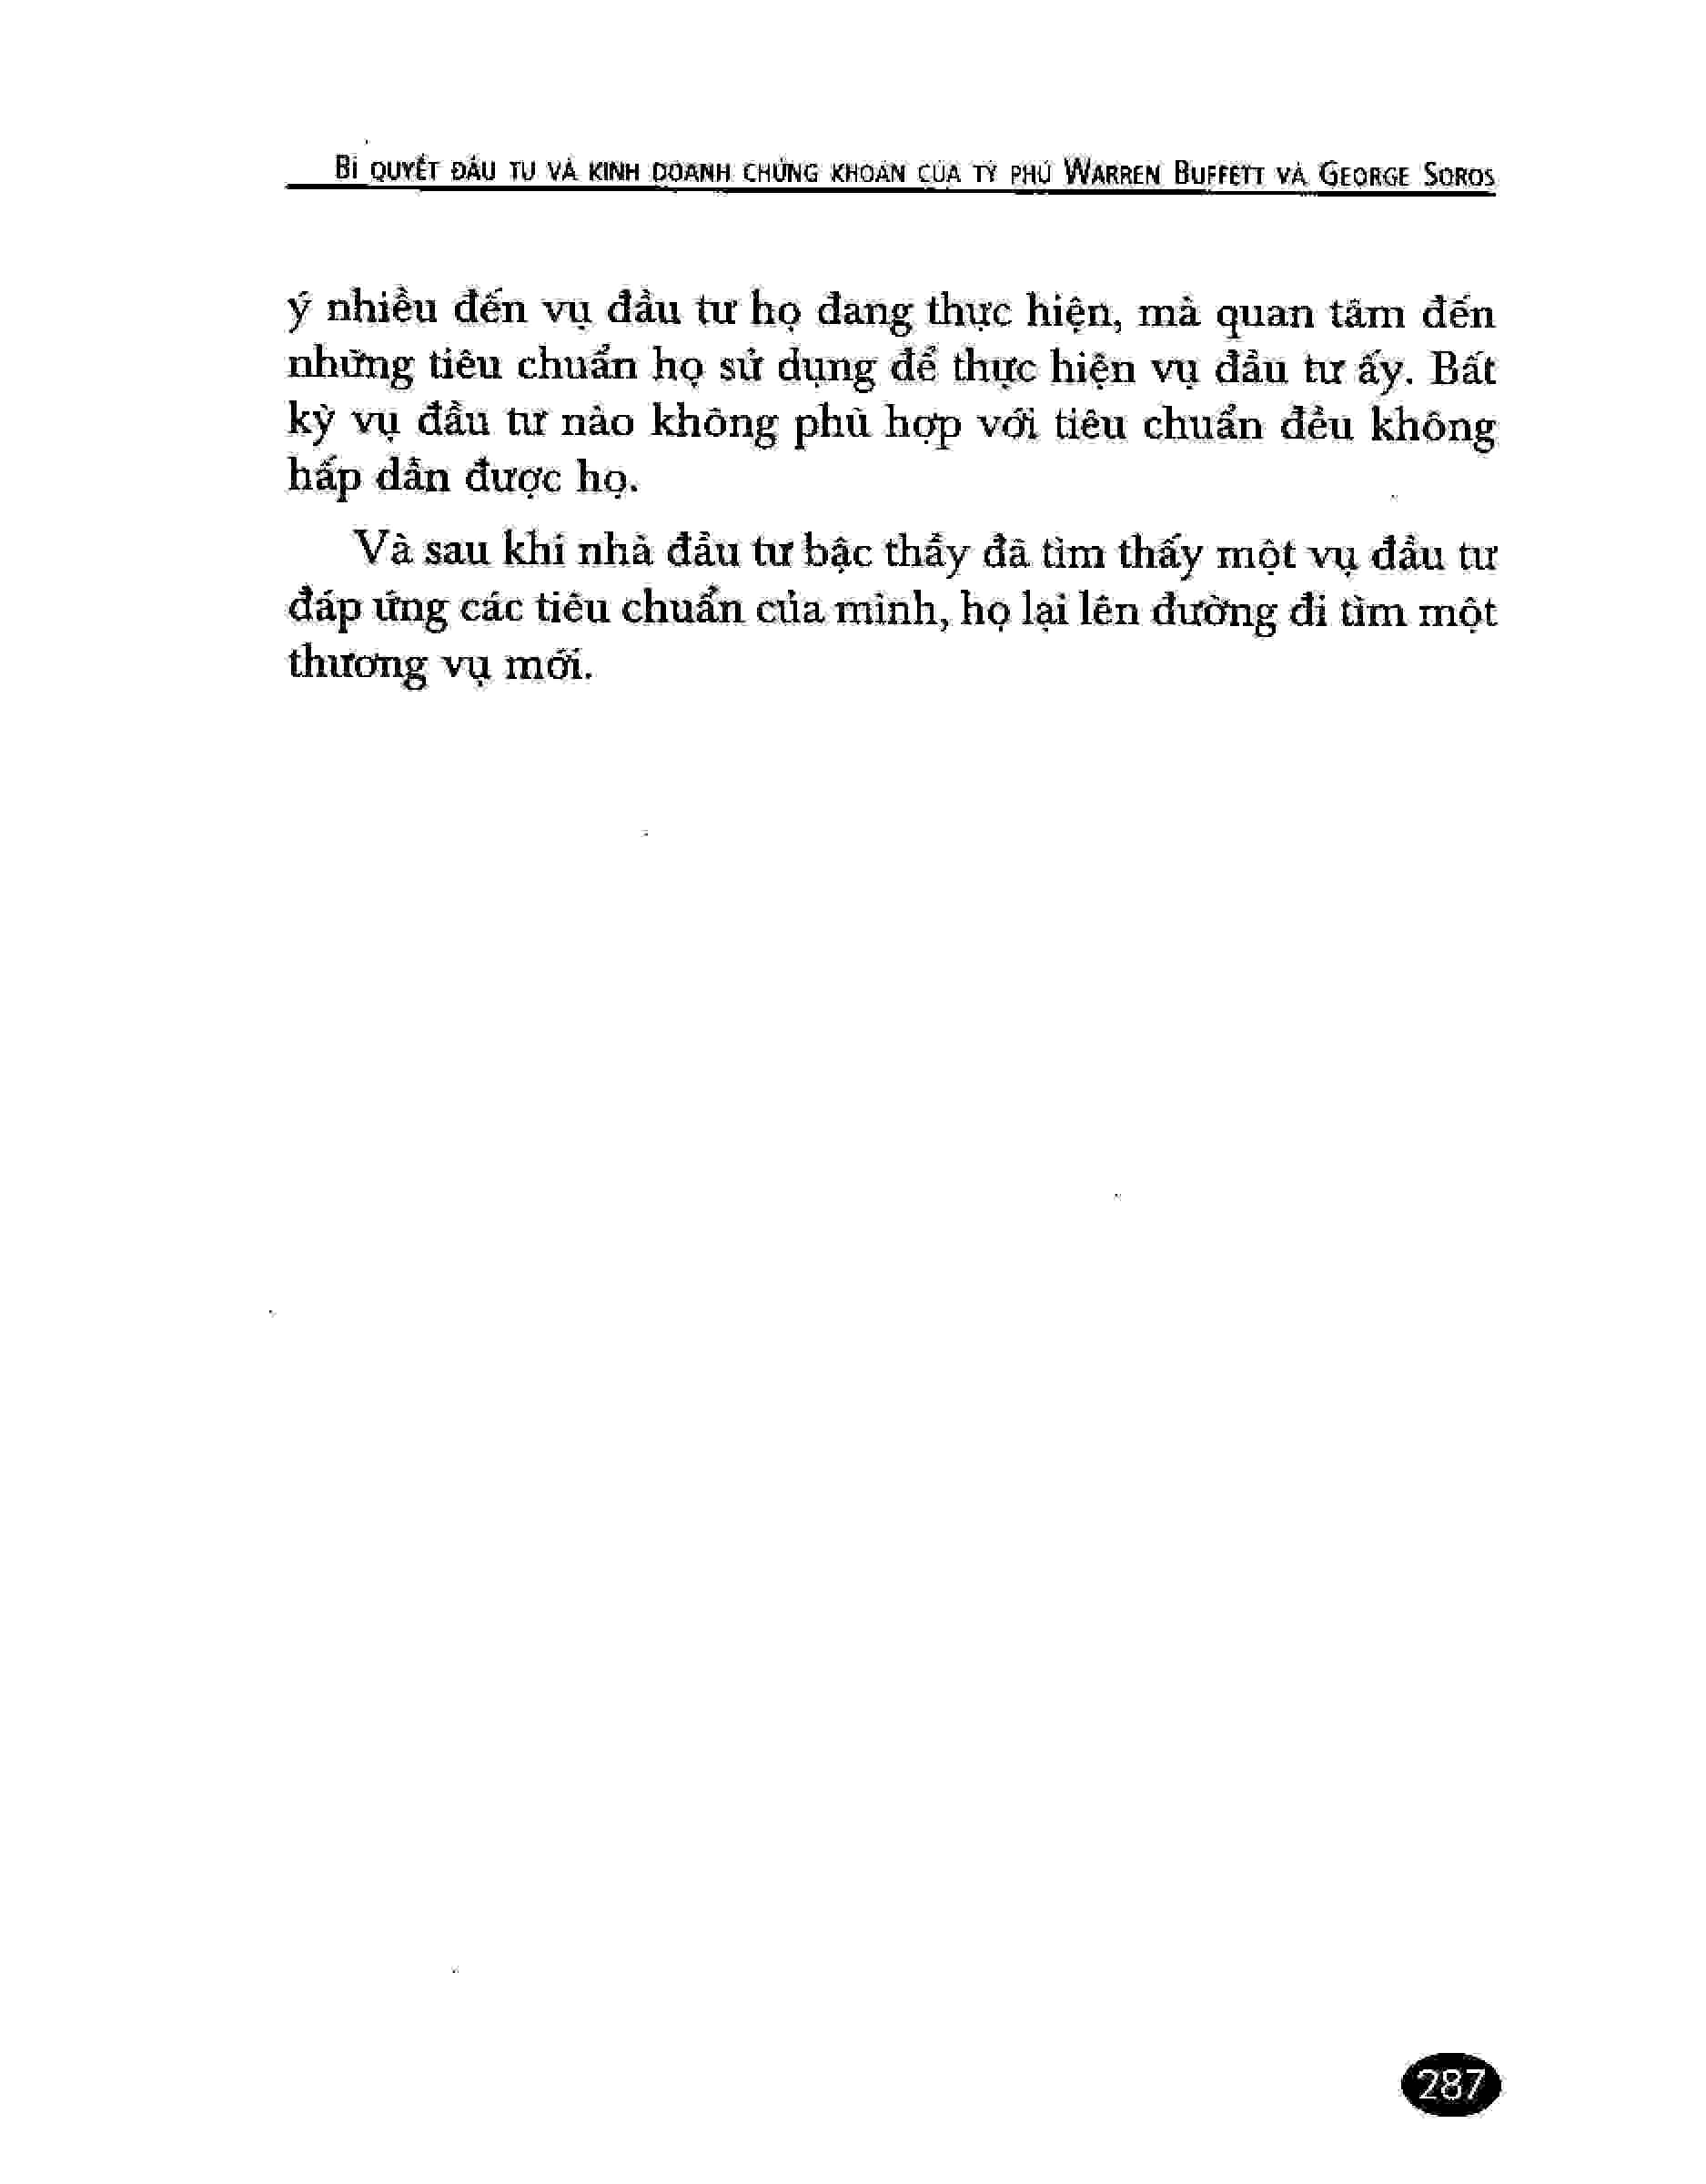 BÍ QUYẾT ĐẦU TƯ VÀ KINH DOANH CHỨNG KHOÁN CỦA TỶ PHÚ WARREN BUFFETT VÀ GEORGE SOROS
ý nhiều đến vụ đầu tư họ đang thực hiện, mà quan tâm đến
những tiêu chuẩn họ sử dụng để thực hiện vụ đầu tư ấy. Bất
kỳ vụ đầu tư nào không phù hợp với tiêu chuẩn đều không
hấp dẫn được họ.
Và sau khi nhà đầu tư bậc thầy đã tìm thấy một vụ đầu tư
đáp ứng các tiêu chuẩn của mình, họ lại lên đường đi tìm một
thương vụ mới.
287